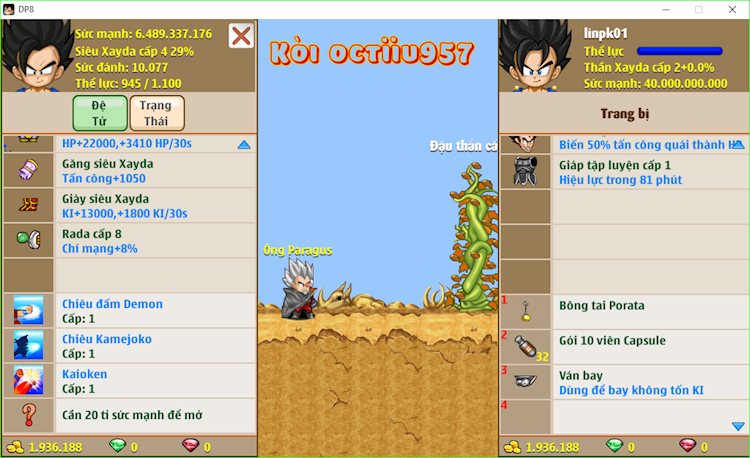 DP8
Sức mạnh: 6.489.337.176
Siêu Xayda cấp 4 29%
Sức đánh: 10.077
Thể lực: 945 / 1.100
Đệ Tử
Trạng Thái
HP+22000,+3410 HP/30s
Găng siêu Xayda
Tấn công+1050
Giày siêu Xayda
KI+13000,+1800 KI/30s
Rada cấp 8
Chí mạng+8%
Chiêu đấm Demon
Cấp: 1
Chiêu Kamejoko
Cấp: 1
Kaioken
Cấp: 1
Cần 20 tỉ sức mạnh để mở
1.936.188
0
0
Kòi octiiu957
Đậu thần cấ
Ông Paragus
linpk01
Thể lực
Thần Xayda cấp 2+0.0%
Sức mạnh: 40.000.000.000
Trang bị
Biến 50% tấn công quái thành H
Giáp tập luyện cấp 1
Hiệu lực trong 81 phút
1
Bông tai Porata
2
Gói 10 viên Capsule
32
3
Ván bay
Dùng để bay không tốn KI
4
1.936.188
0
0